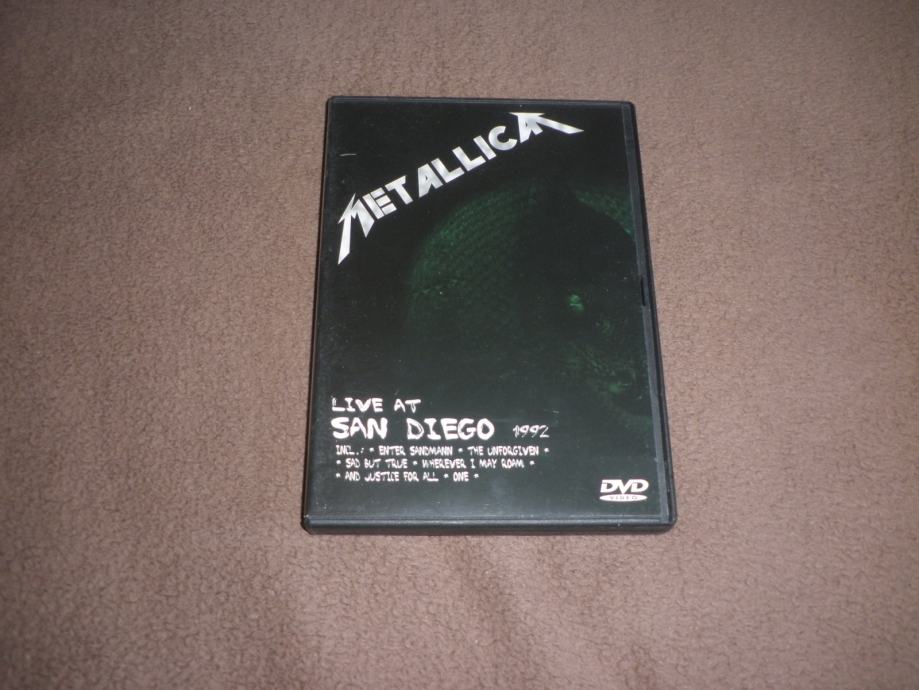 METALLICA
LIVE AT
SAN DIEGO 1992
INCL.: * ENTER SANDMANN * THE UNFORGIVEN *
* SAD BUT TRUE * WHEREVER I MAY ROAM *
* AND JUSTICE FOR ALL * ONE *
DVD
VIDEO